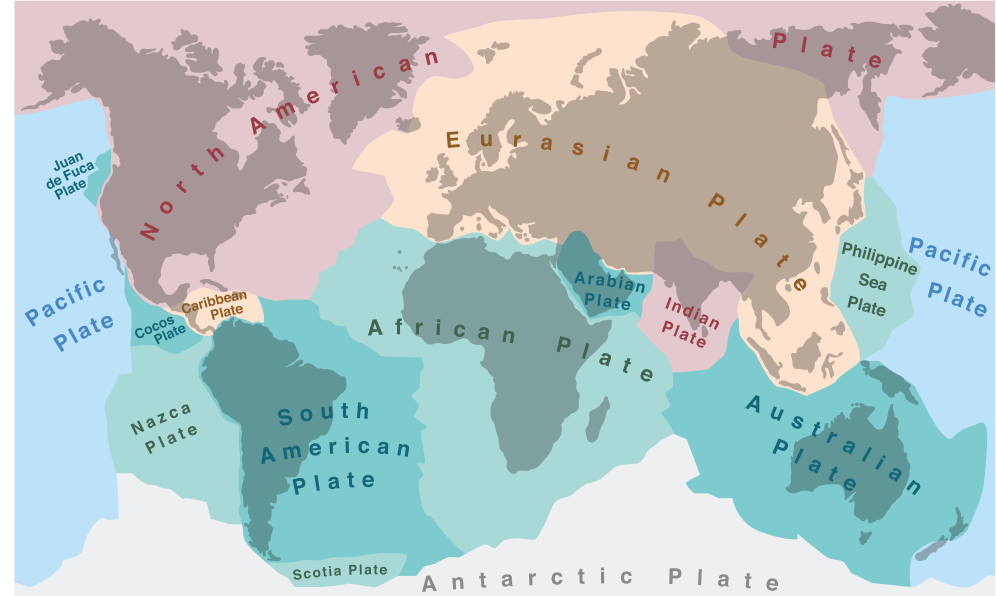 North American
Plate
Eurasian Plate
Juan
de Fuca
Plate
Pacific
Plate
Caribbean
Plate
Cocos
Plate
Arabian
Plate
Indian
Plate
Philippine
Sea
Plate
Pacific
Plate
African Plate
Nazca
Plate
South
American
Plate
Australian
Plate
Scotia Plate
Antarctic Plate